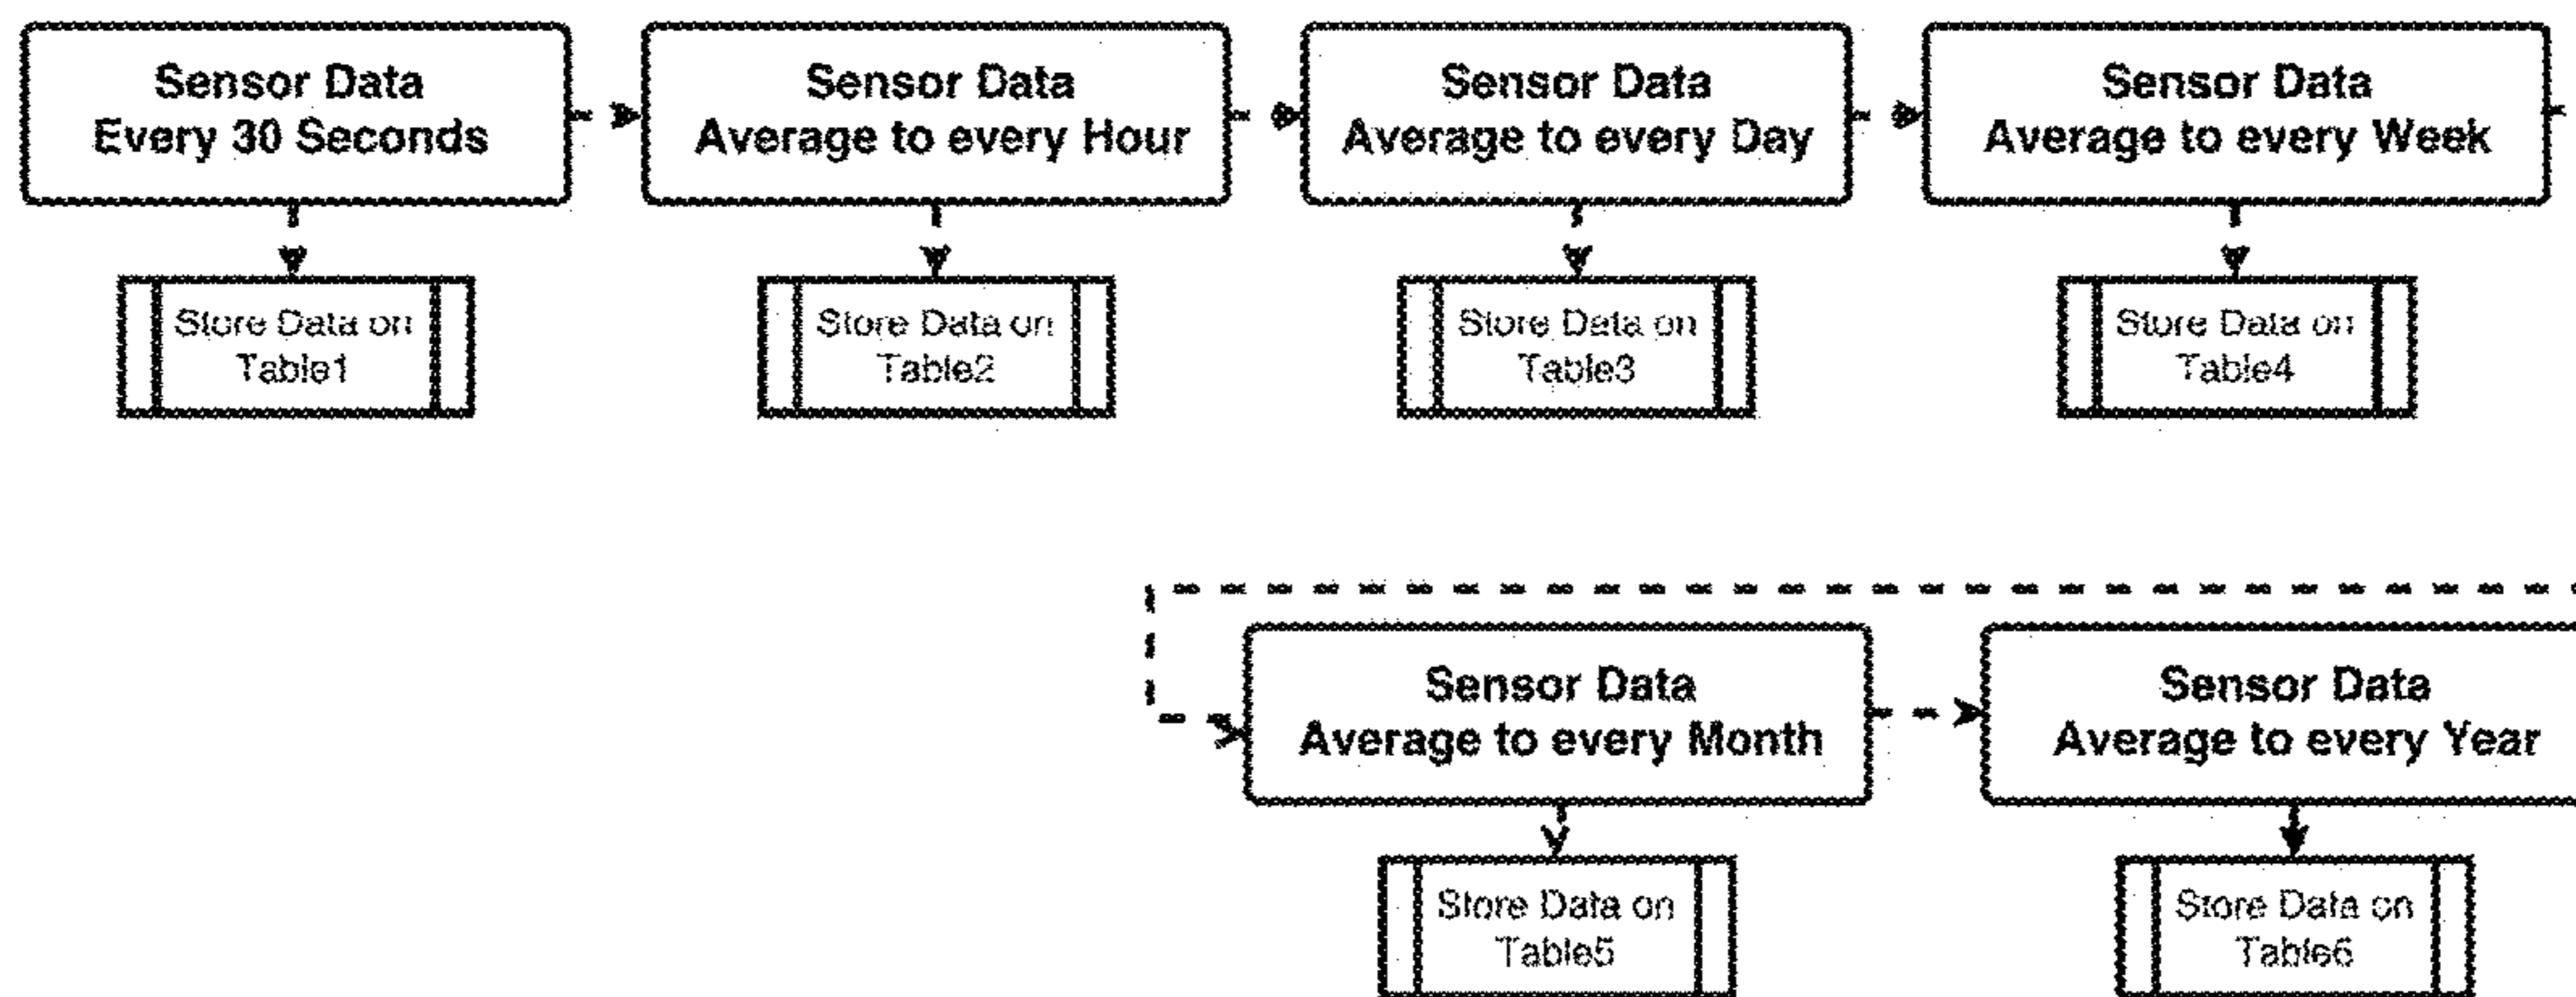 Sensor Data
Every 30 Seconds
Sensor Data
Average to every Hour
Sensor Data
Average to every Day
Sensor Data
Average to every Week
Store Data on
Table1
Store Data on
Table2
Store Data on
Table3
Store Data on
Table4
Sensor Data
Average to every Month
Sensor Data
Average to every Year
Store Data on
Table5
Store Data on
Table6